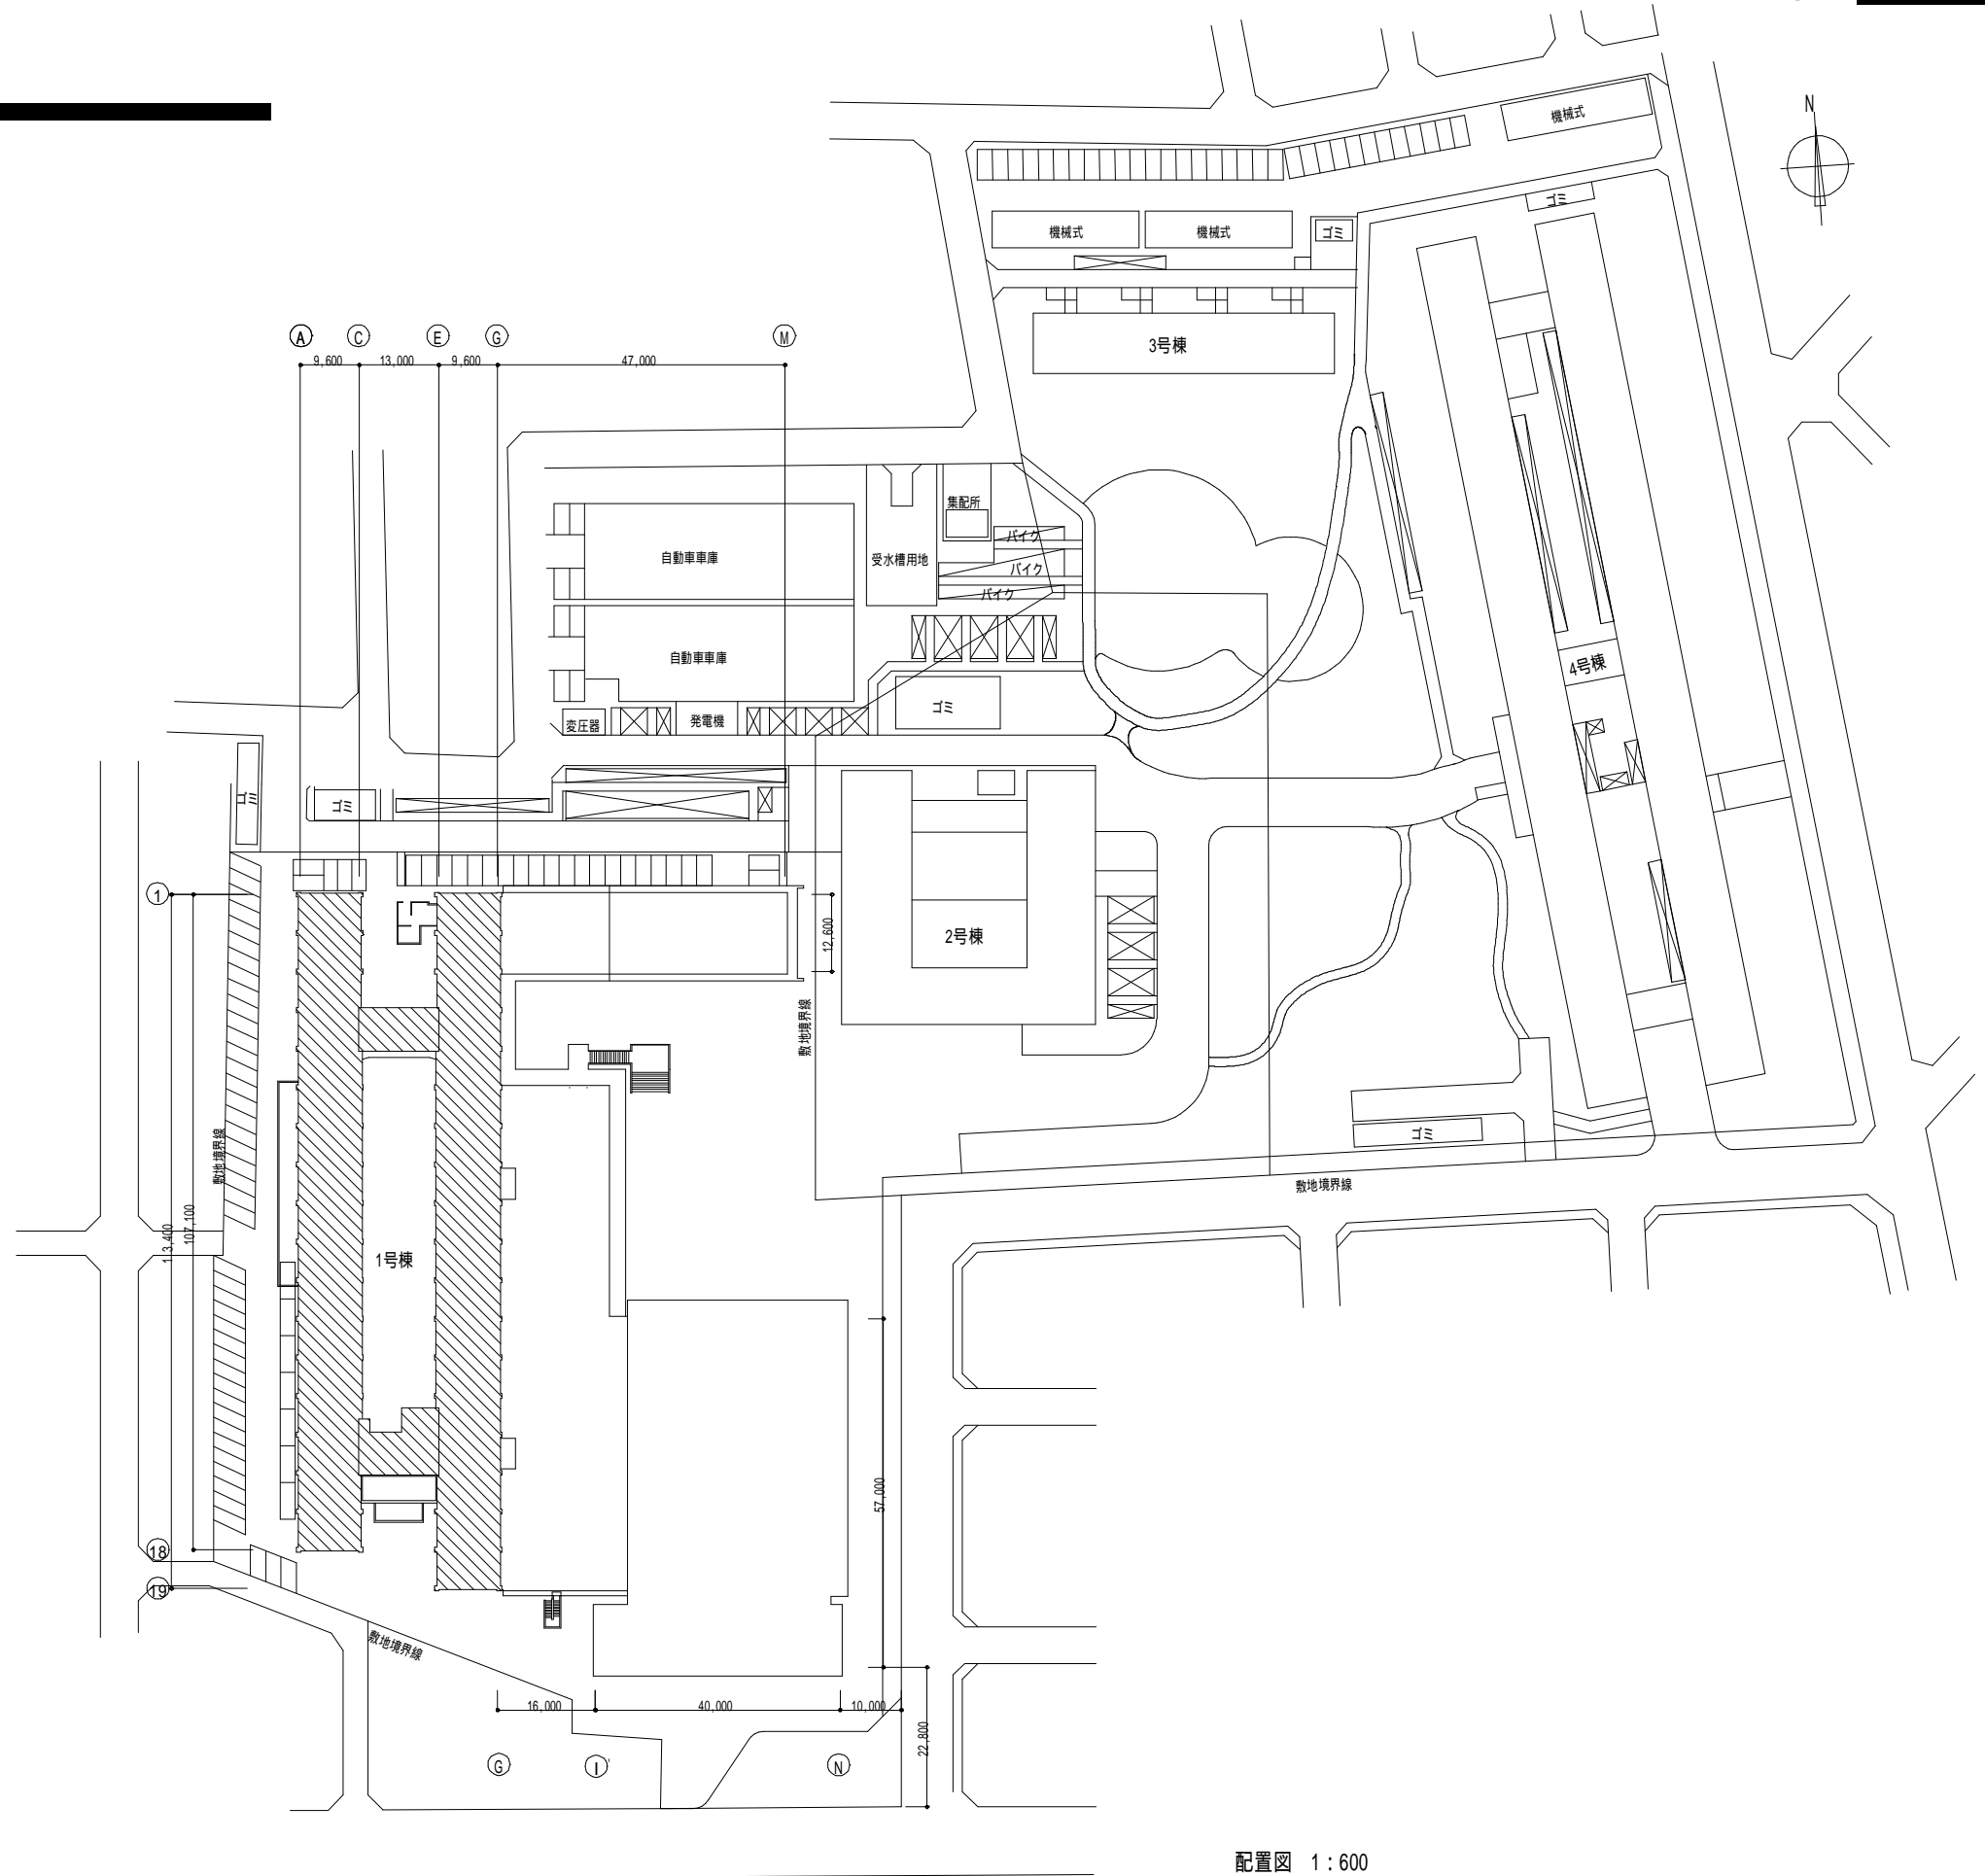 N
機械式
ゴミ
機械式
機械式
ゴミ
3号棟
A
C
E
G
M
9,600
13,000
9,600
47,000
集配所
バイク
自動車車庫
受水槽用地
バイク
バイク
自動車車庫
4号棟
ゴミ
変圧器
発電機
ゴミ
ゴミ
1
12,600
2号棟
敷地境界線
敷地境界線
ゴミ
敷地境界線
107,100
1号棟
57,000
18
19
敷地境界線
16,000
40,000
10,000
22,800
G
I'
N
配置図 1:600